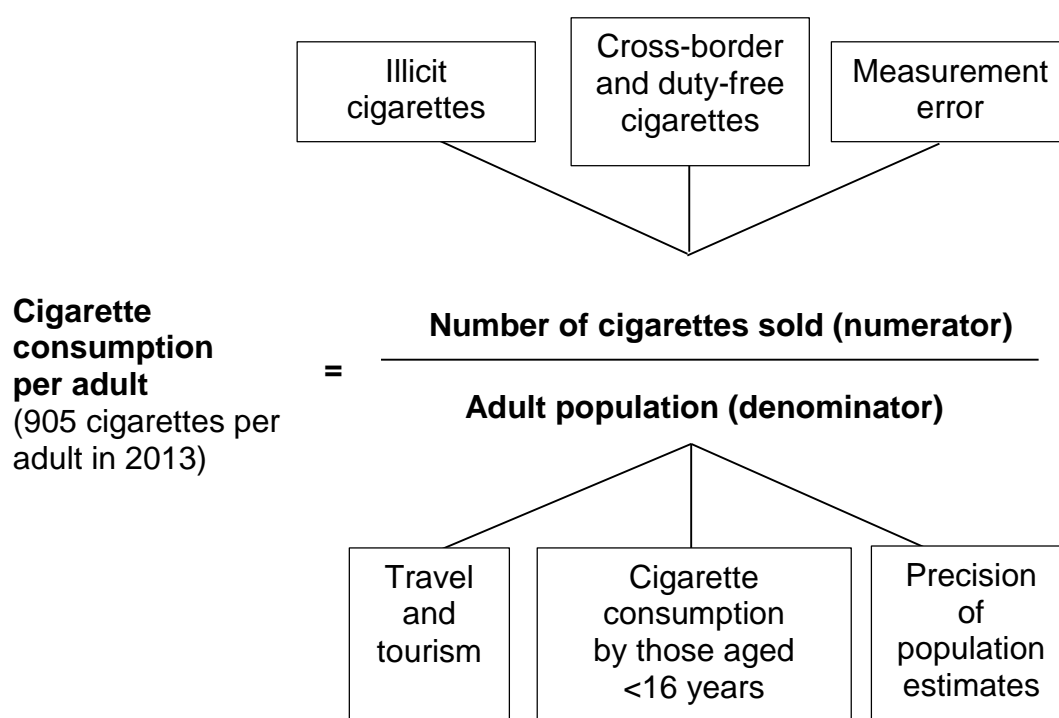 Illicit
cigarettes
Cross-border
and duty-free
cigarettes
Measurement
error
Cigarette
consumption
per adult
(905 cigarettes per
adult in 2013)
=
Number of cigarettes sold (numerator)
Adult population (denominator)
Travel
and
tourism
Cigarette
consumption
by those aged
<16 years
Precision
of
population
estimates